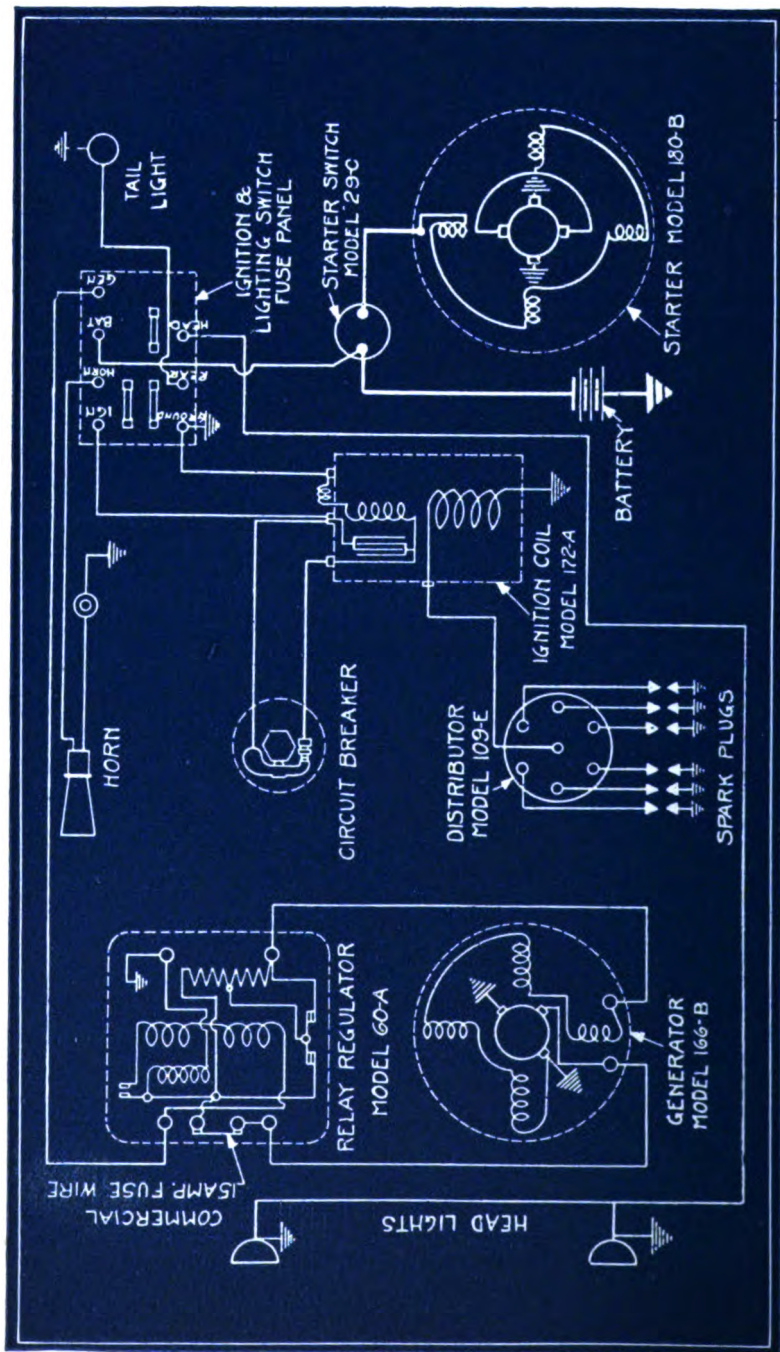 TAIL
LIGHT
GEN
BAT
HORN
IGN
HEAD
REAR
GROUND
IGNITION &
LIGHTING SWITCH
FUSE PANEL
STARTER SWITCH
MODEL 29-C
STARTER MODEL 180-B
BATTERY
HORN
CIRCUIT BREAKER
IGNITION COIL
MODEL 172-A
DISTRIBUTOR
MODEL 109-E
SPARK PLUGS
RELAY REGULATOR
MODEL 60-A
GENERATOR
MODEL 166-B
COMMERCIAL
15 AMP. FUSE WIRE
HEAD LIGHTS